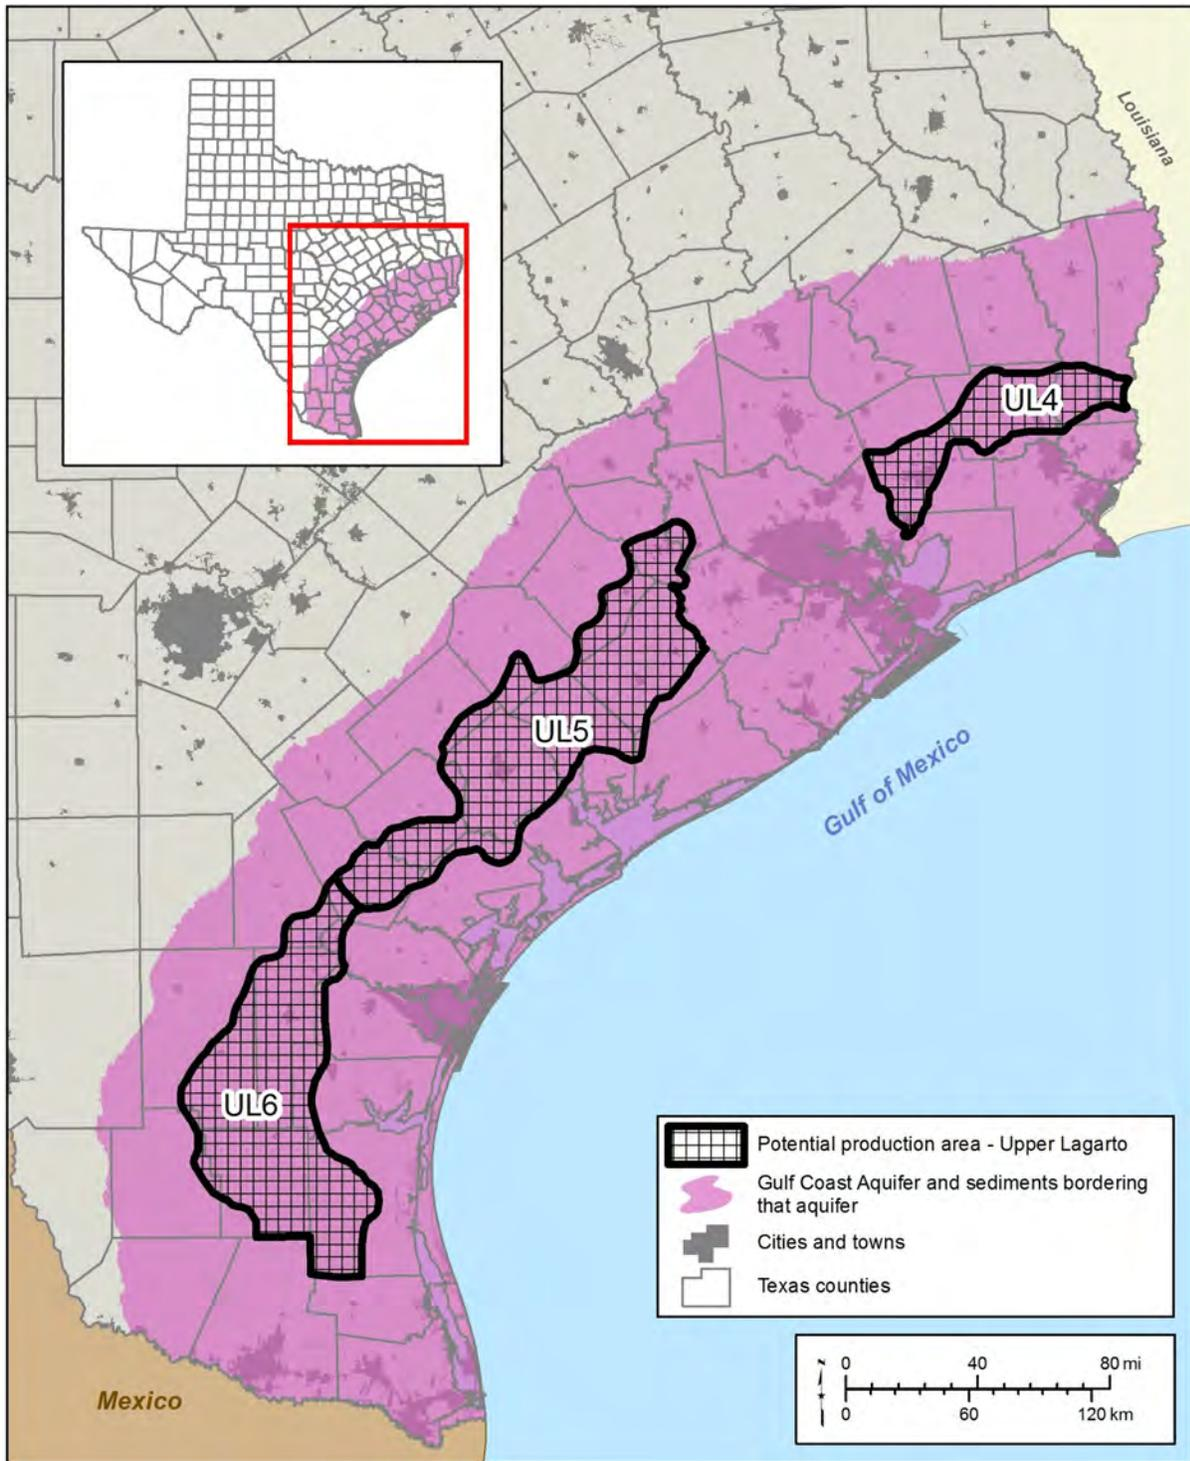 Louisiana
UL4
UL5
Gulf of Mexico
UL6
Potential production area - Upper Lagarto
Gulf Coast Aquifer and sediments bordering
that aquifer
Cities and towns
Texas counties
Mexico
N
0 40 80 mi
0 60 120 km